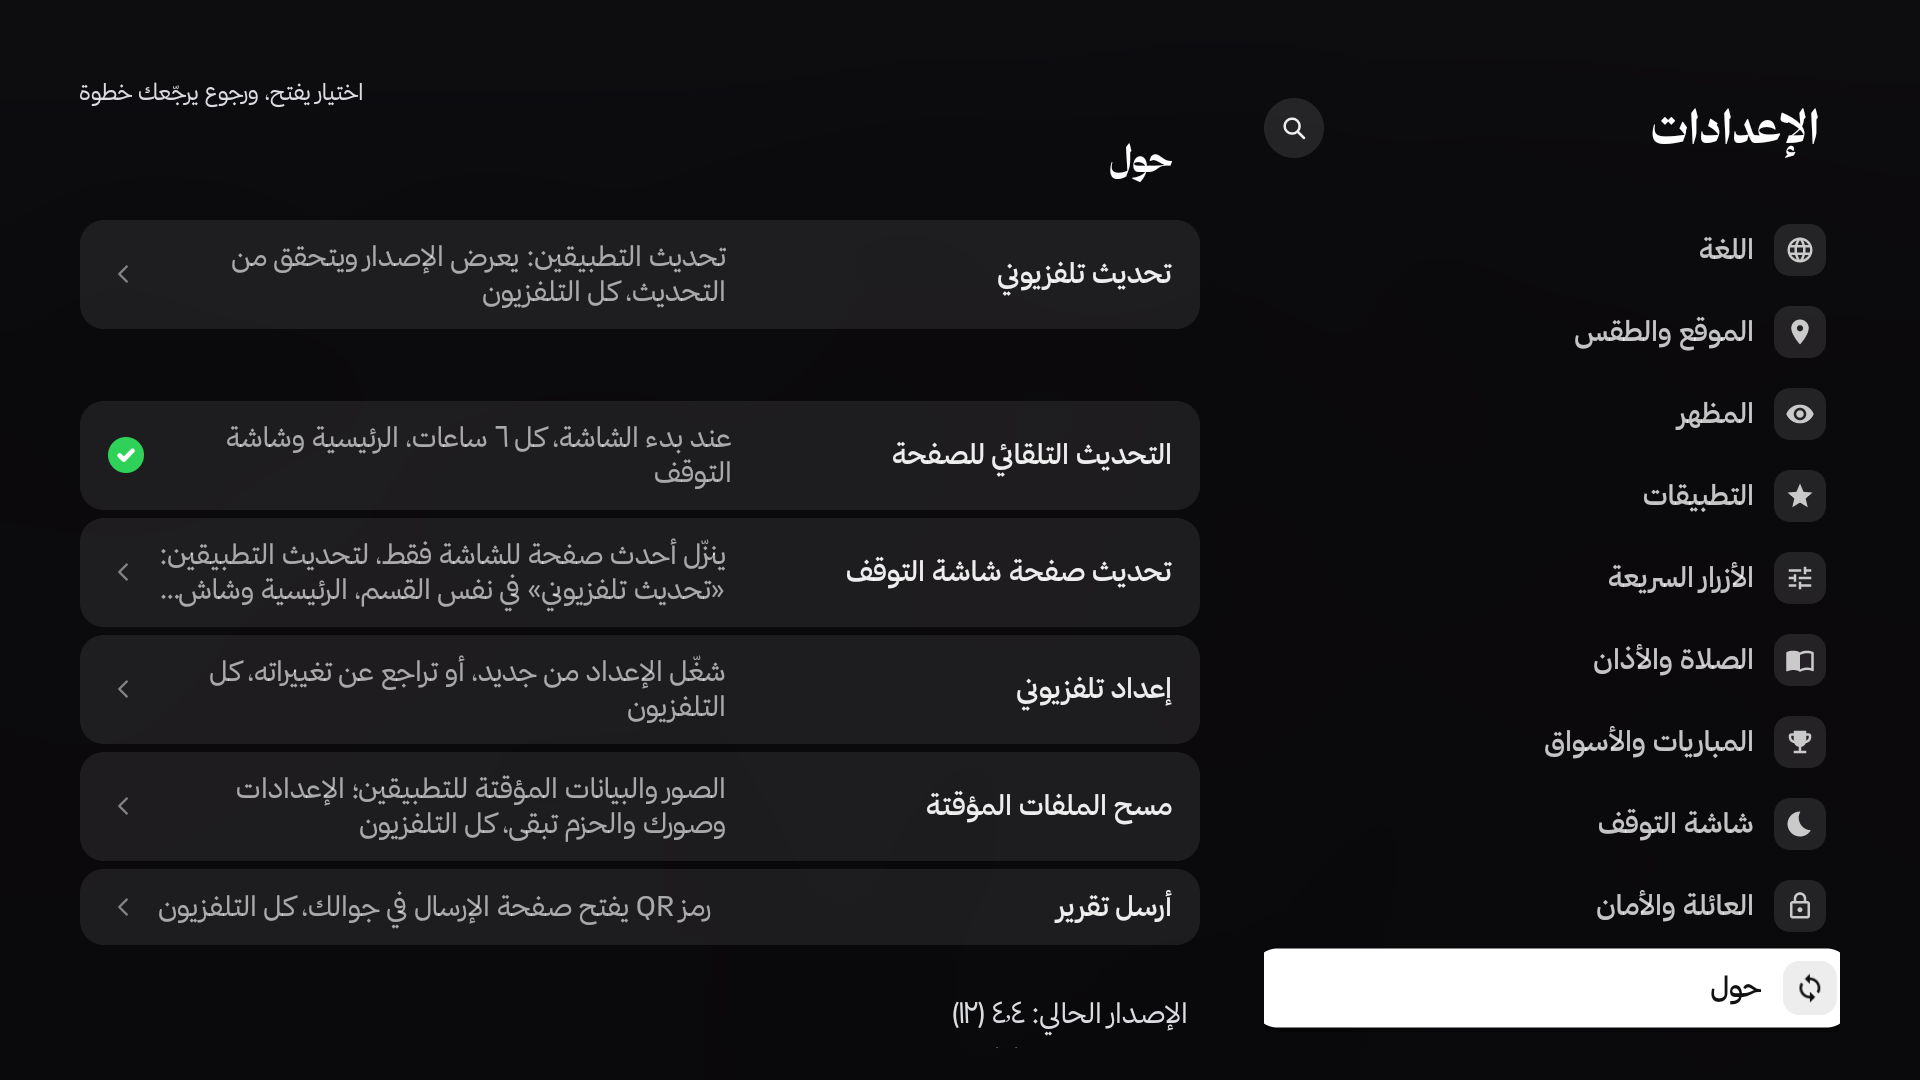 الإعدادات
اللغة
الموقع والطقس
المظهر
التطبيقات
الأزرار السريعة
الصلاة والأذان
المباريات والأسواق
شاشة التوقف
العائلة والأمان
حول
اختيار يفتح، ورجوع يرجّعك خطوة
حول
تحديث تلفزيوني
تحديث التطبيقين: يعرض الإصدار ويتحقق من
التحديث، كل التلفزيون
التحديث التلقائي للصفحة
عند بدء الشاشة، كل ٦ ساعات، الرئيسية وشاشة
التوقف
تحديث صفحة شاشة التوقف
ينزّل أحدث صفحة للشاشة فقط، لتحديث التطبيقين:
«تحديث تلفزيوني» في نفس القسم، الرئيسية وشاش...
إعداد تلفزيوني
شغّل الإعداد من جديد، أو تراجع عن تغييراته، كل
التلفزيون
مسح الملفات المؤقتة
الصور والبيانات المؤقتة للتطبيقين؛ الإعدادات
وصورك والحزم تبقى، كل التلفزيون
أرسل تقرير
رمز QR يفتح صفحة الإرسال في جوالك، كل التلفزيون
الإصدار الحالي: ٤٫٤ (١٢)